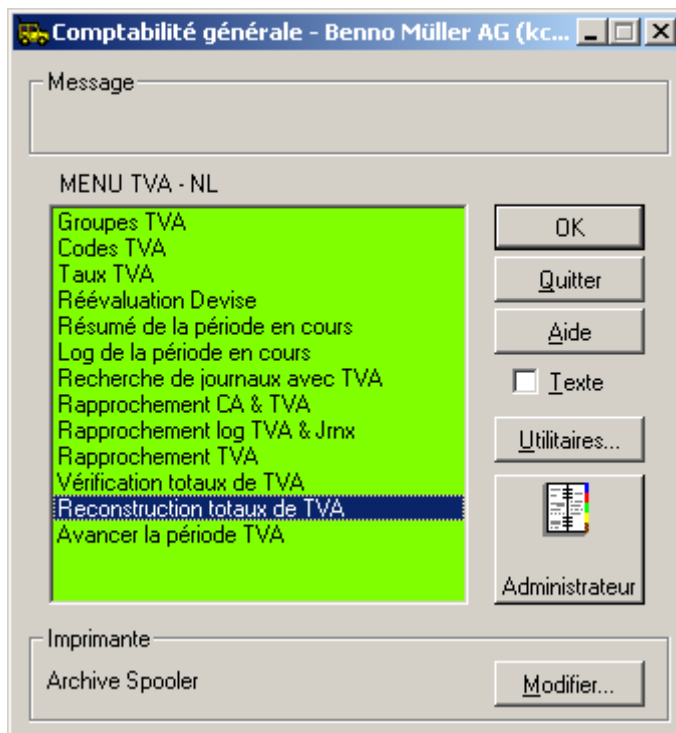 Comptabilité générale - Benno Müller AG (kc...
Message
MENU TVA - NL
Groupes TVA
Codes TVA
Taux TVA
Réévaluation Devise
Résumé de la période en cours
Log de la période en cours
Recherche de journaux avec TVA
Rapprochement CA & TVA
Rapprochement log TVA & Jrnx
Rapprochement TVA
Vérification totaux de TVA
Reconstruction totaux de TVA
Avancer la période TVA
OK
Quitter
Aide
Texte
Utilitaires...
Administrateur
Imprimante
Archive Spooler
Modifier...